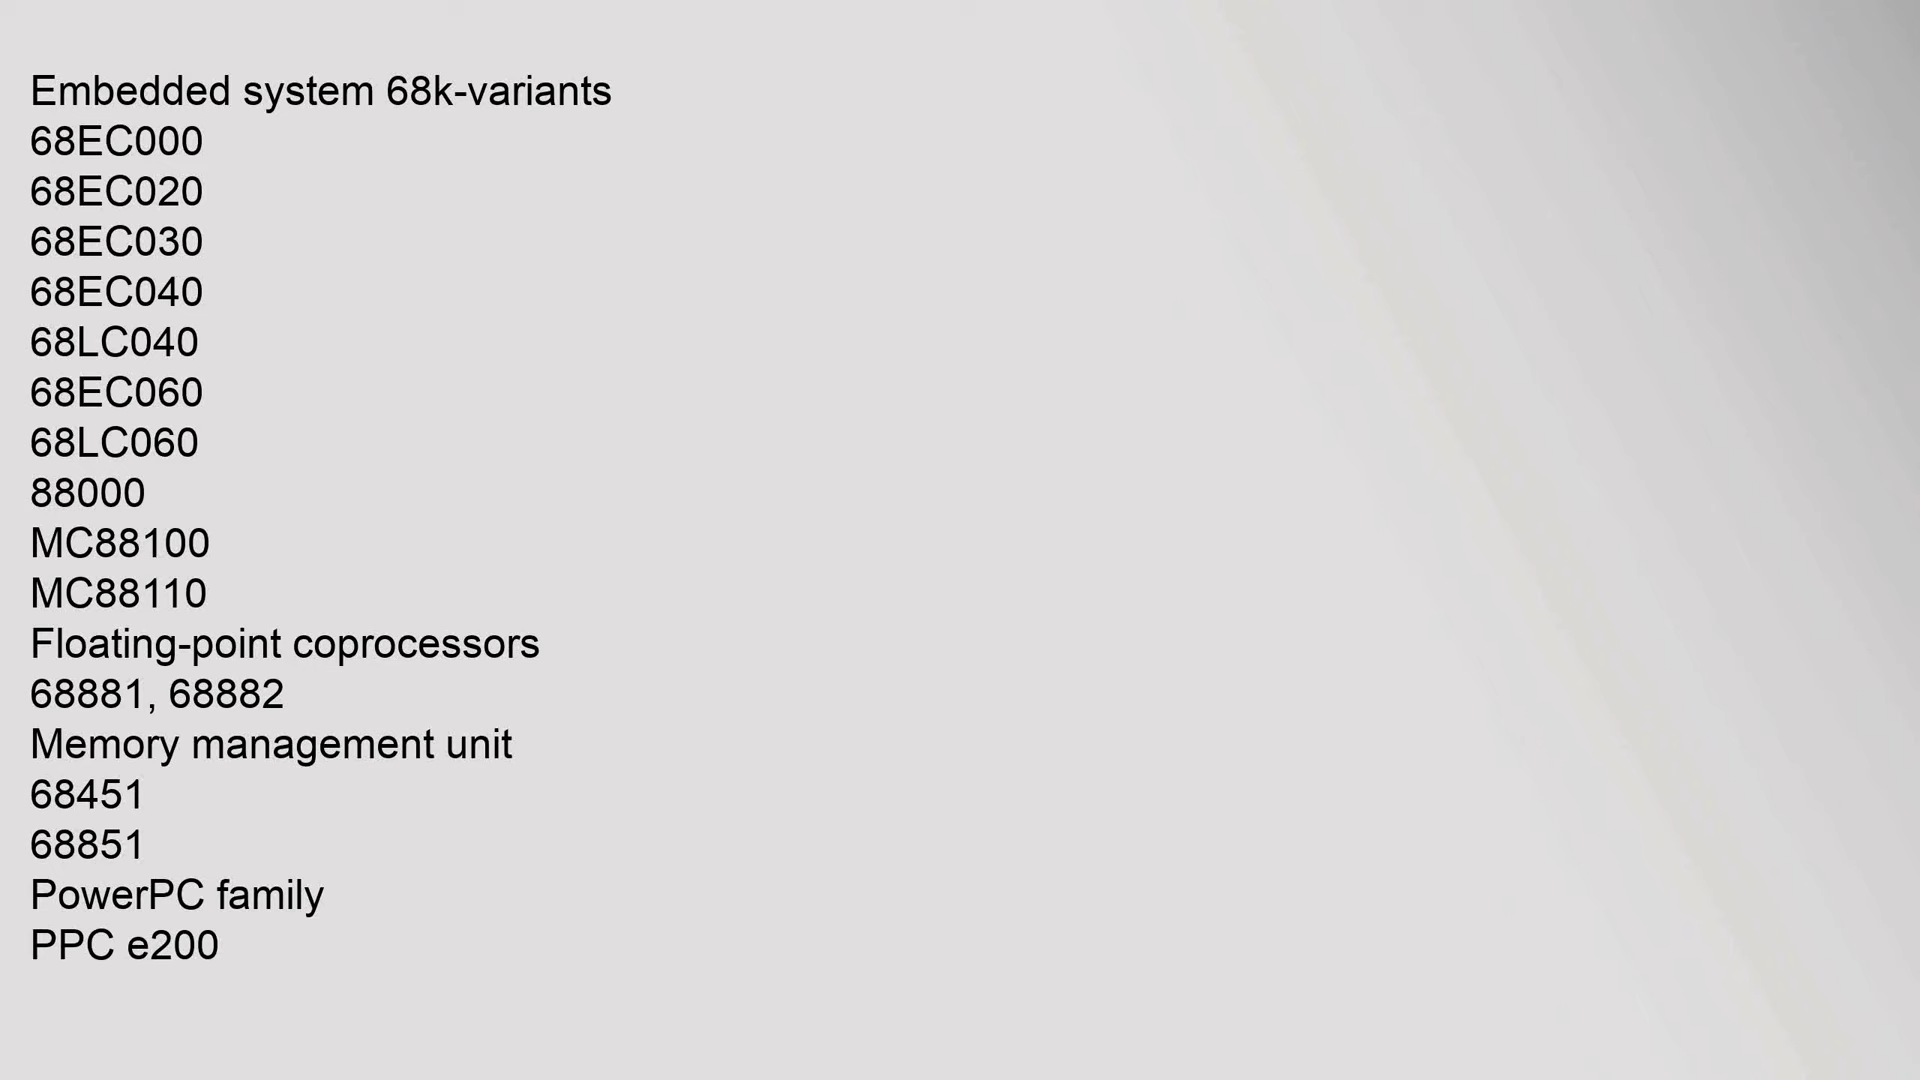 Embedded system 68k-variants
68EC000
68EC020
68EC030
68EC040
68LC040
68EC060
68LC060
88000
MC88100
MC88110
Floating-point coprocessors
68881, 68882
Memory management unit
68451
68851
PowerPC family
PPC e200